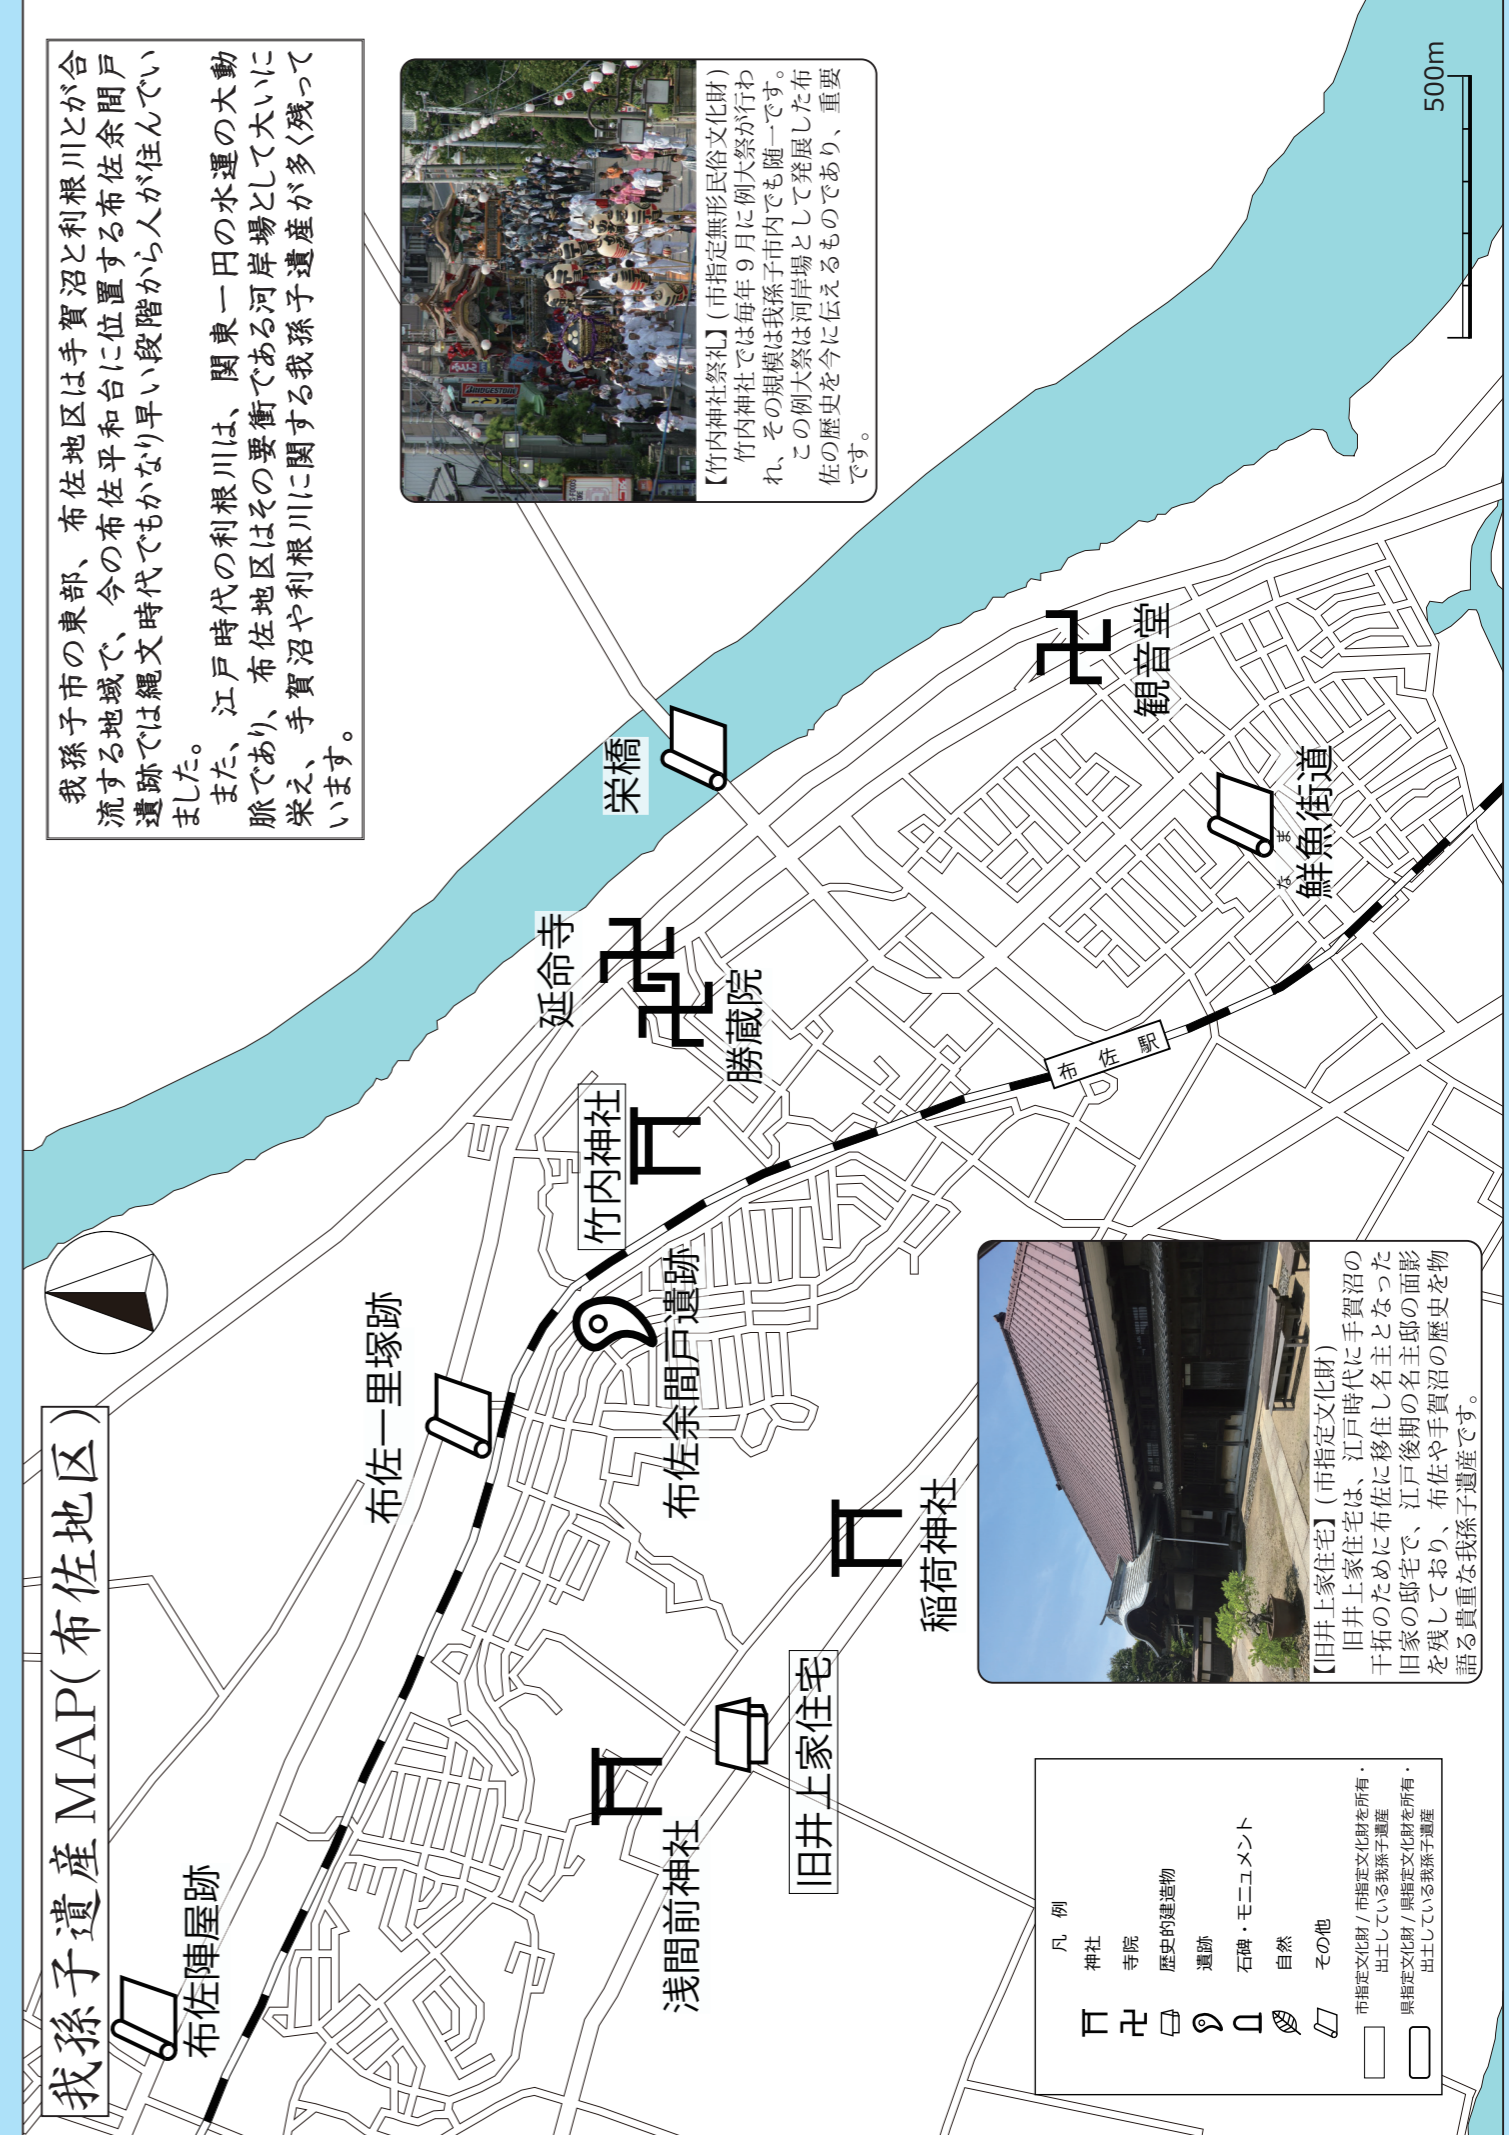 我孫子遺産 MAP(布佐地区)
我孫子市の東部、布佐地区は手賀沼と利根川とが合
流する地域で、今の布佐平和台に位置する布佐余間戸
遺跡では縄文時代でもかなり早い段階から人が住んでい
ました。
また、江戸時代の利根川は、関東一円の水運の大動
脈であり、布佐地区はその要衝である河岸場として大いに
栄え、手賀沼や利根川に関する我孫子遺産が多く残って
います。
【竹内神社祭礼】(市指定無形民俗文化財)
竹内神社では毎年9月に例大祭が行わ
れ、その規模は我孫子市内でも随一です。
この例大祭は河岸場として発展した布
佐の歴史を今に伝えるものであり、重要
です。
BRIDGESTONE
布佐陣屋跡
布佐一里塚跡
竹内神社
延命寺
勝蔵院
栄橋
観音堂
なま
鮮魚街道
布佐駅
布佐余間戸遺跡
稲荷神社
浅間前神社
旧井上家住宅
500m
【旧井上家住宅】(市指定文化財)
旧井上家住宅は、江戸時代に手賀沼の
干拓のために布佐に移住し名主となった
旧家の邸宅で、江戸後期の名主邸の面影
を残しており、布佐や手賀沼の歴史を物
語る貴重な我孫子遺産です。
凡 例
神社
寺院
歴史的建造物
遺跡
石碑・モニュメント
自然
その他
市指定文化財/市指定文化財を所有・
出土している我孫子遺産
県指定文化財/県指定文化財を所有・
出土している我孫子遺産